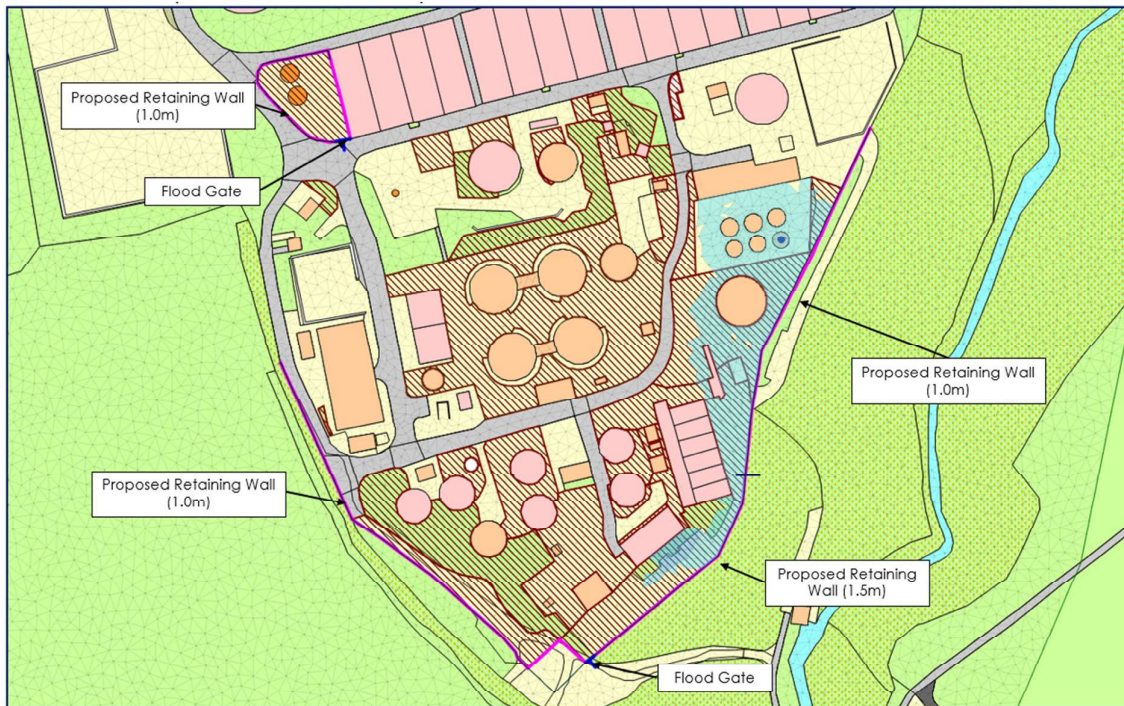 Proposed Retaining Wall
(1.0m)
Flood Gate
Proposed Retaining Wall
(1.0m)
Proposed Retaining Wall
(1.0m)
Proposed Retaining
Wall (1.5m)
Flood Gate